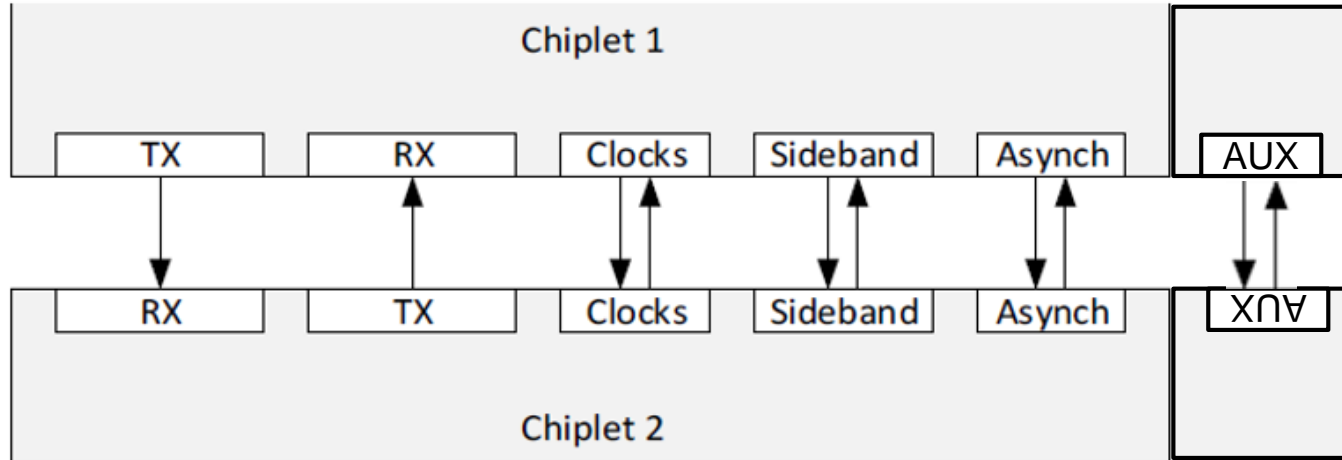 Chiplet 1
TX RX Clocks Sideband Asynch AUX
RX TX Clocks Sideband Asynch AUX
Chiplet 2